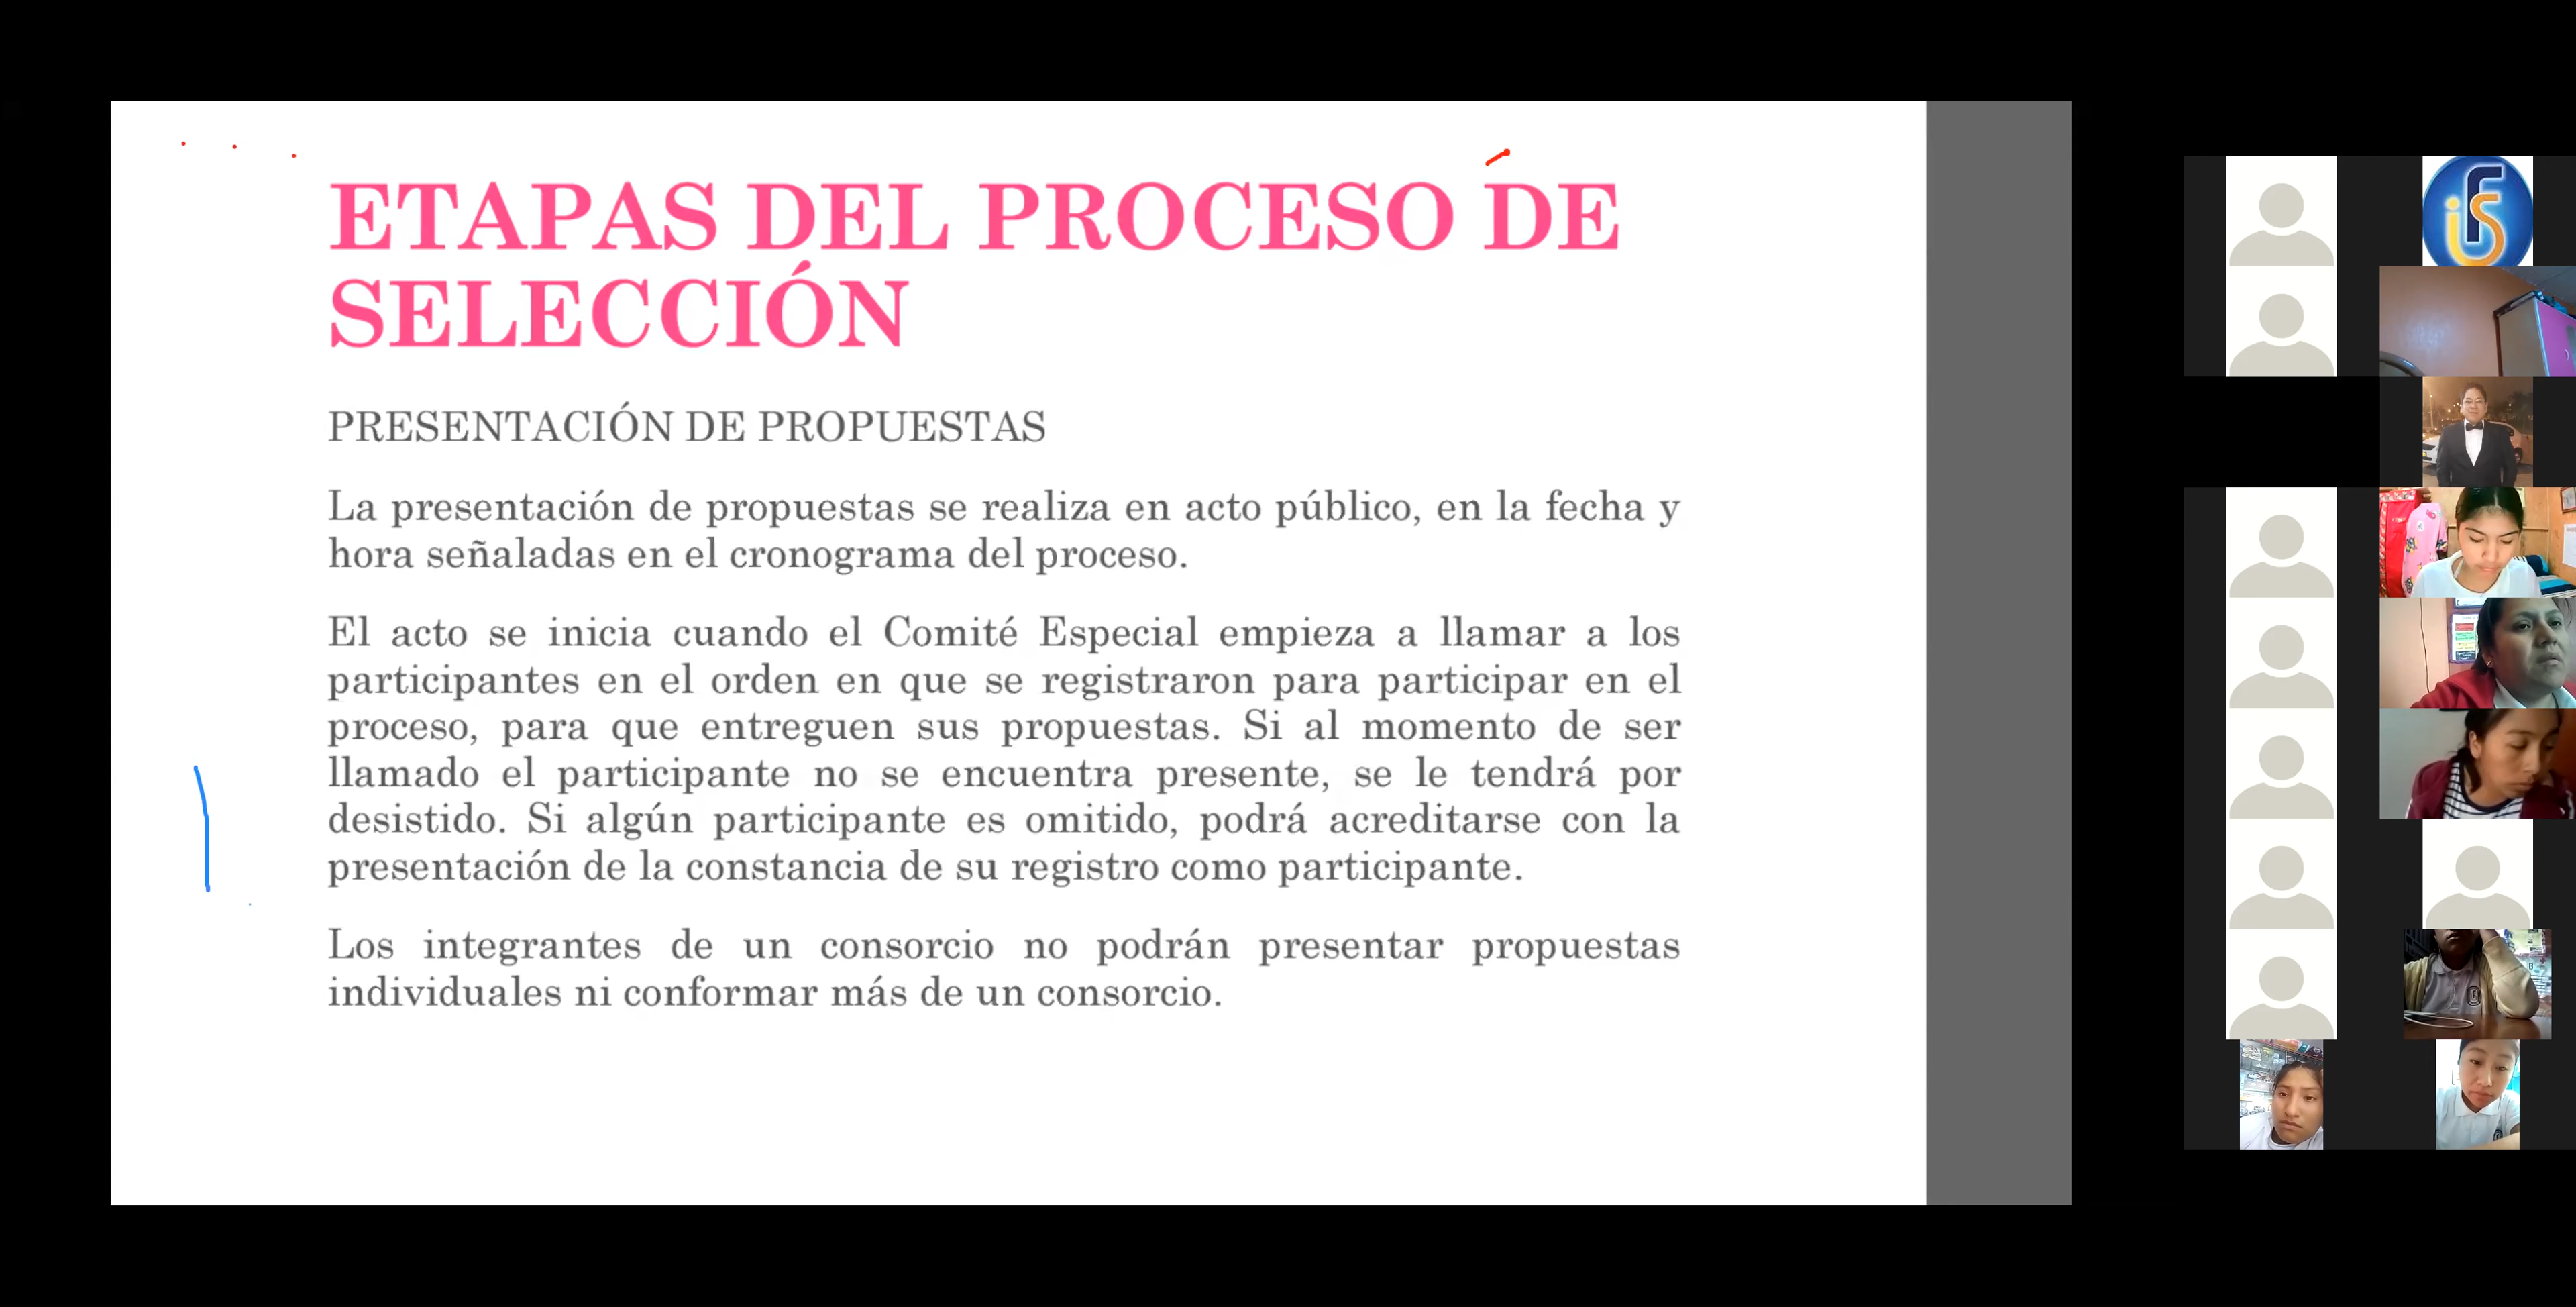 ETAPAS DEL PROCESO DE
SELECCIÓN
PRESENTACIÓN DE PROPUESTAS
La presentación de propuestas se realiza en acto público, en la fecha y
hora señaladas en el cronograma del proceso.
El acto se inicia cuando el Comité Especial empieza a llamar a los
participantes en el orden en que se registraron para participar en el
proceso, para que entreguen sus propuestas. Si al momento de ser
llamado el participante no se encuentra presente, se le tendrá por
desistido. Si algún participante es omitido, podrá acreditarse con la
presentación de la constancia de su registro como participante.
Los integrantes de un consorcio no podrán presentar propuestas
individuales ni conformar más de un consorcio.